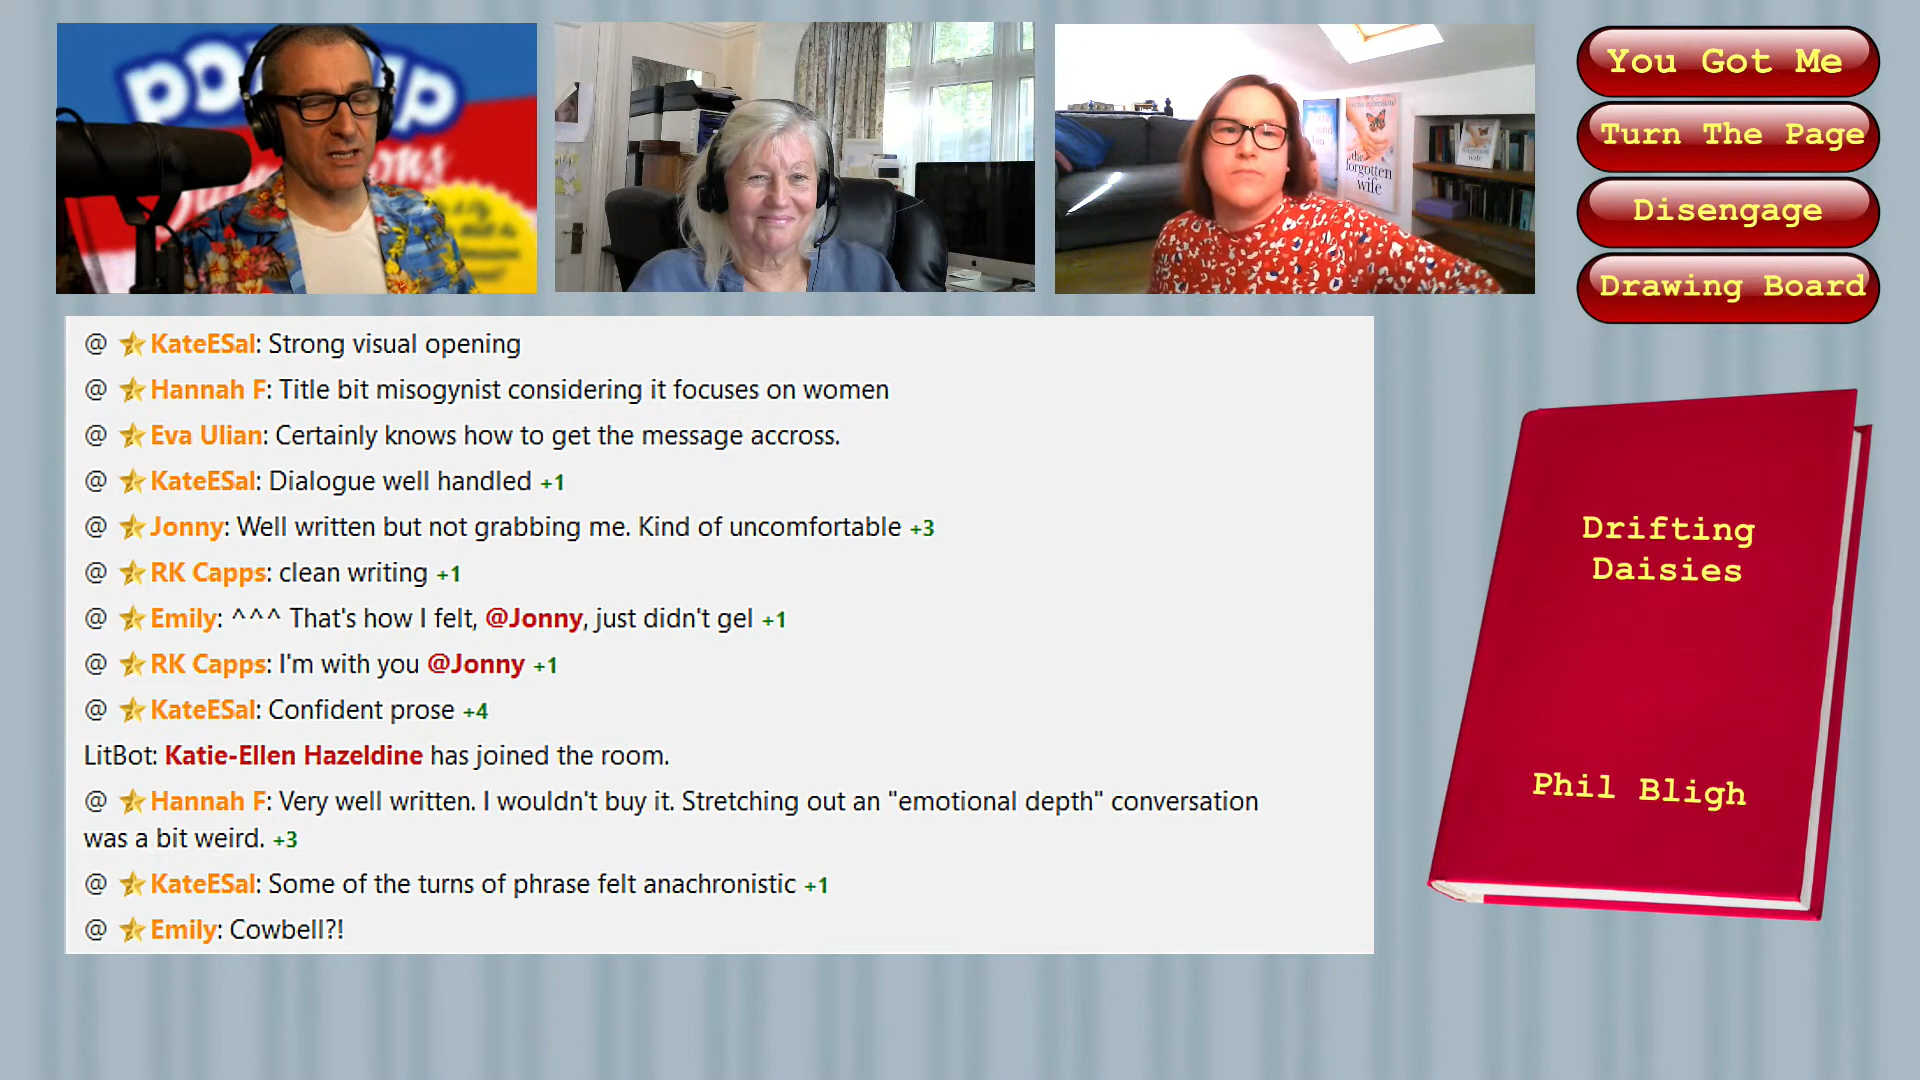 pop up
the
forgotten
wife
You Got Me
Turn The Page
Disengage
Drawing Board
@ KateESal: Strong visual opening
@ Hannah F: Title bit misogynist considering it focuses on women
@ Eva Ulian: Certainly knows how to get the message accross.
@ KateESal: Dialogue well handled +1
@ Jonny: Well written but not grabbing me. Kind of uncomfortable +3
@ RK Capps: clean writing +1
@ Emily: ^^^ That's how I felt, @Jonny, just didn't gel +1
@ RK Capps: I'm with you @Jonny +1
@ KateESal: Confident prose +4
LitBot: Katie-Ellen Hazeldine has joined the room.
@ Hannah F: Very well written. I wouldn't buy it. Stretching out an "emotional depth" conversation
was a bit weird. +3
@ KateESal: Some of the turns of phrase felt anachronistic +1
@ Emily: Cowbell?!
Drifting
Daisies
Phil Bligh